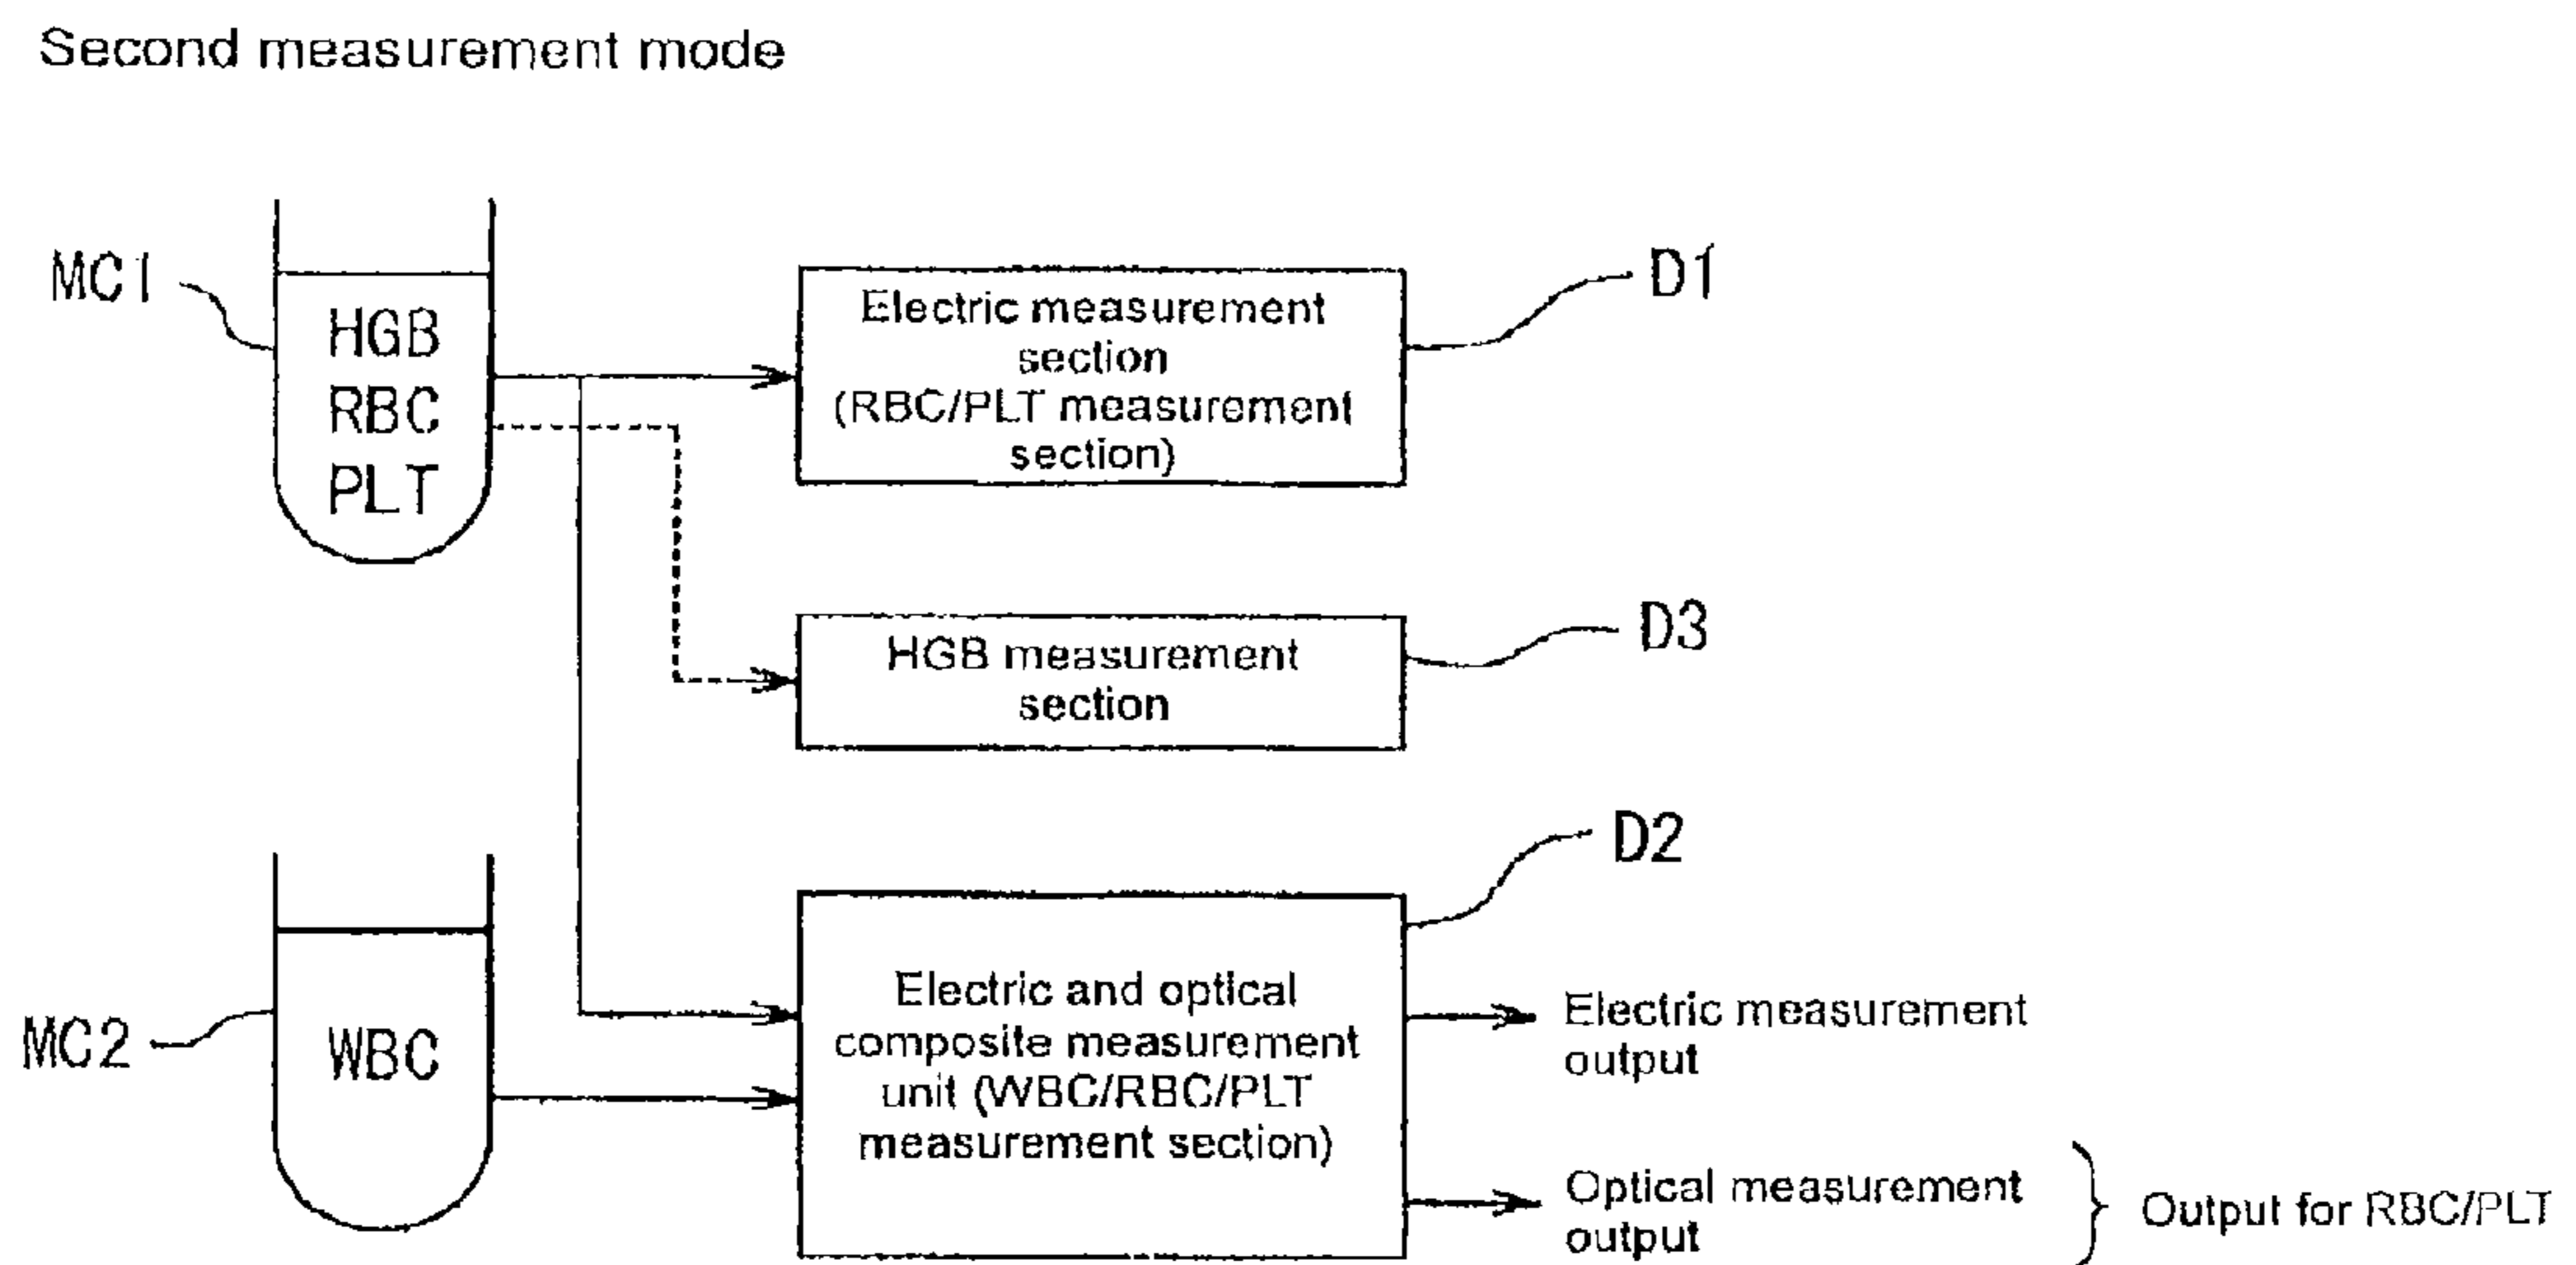 Second measurement mode
MC1
HGB
RBC
PLT
Electric measurement
section
(RBC/PLT measurement
section)
D1
HGB measurement
section
D3
MC2
WBC
Electric and optical
composite measurement
unit (WBC/RBC/PLT
measurement section)
D2
Electric measurement
output
Optical measurement
output
Output for RBC/PLT